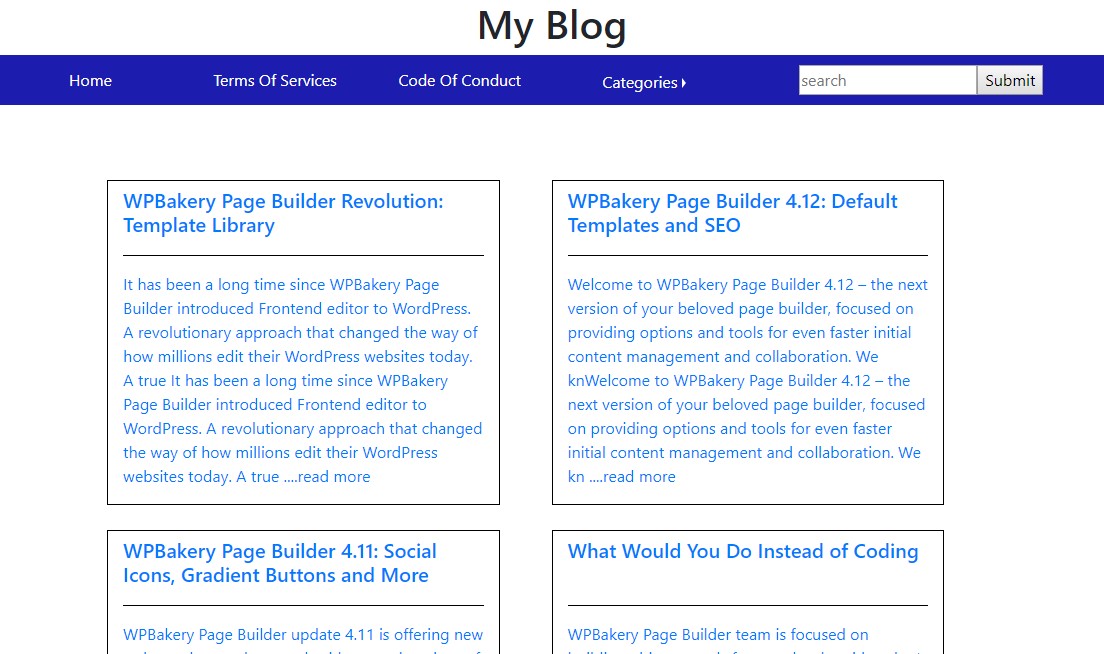 My Blog
Home Terms Of Services Code Of Conduct Categories search Submit
WPBakery Page Builder Revolution:
Template Library
It has been a long time since WPBakery Page
Builder introduced Frontend editor to WordPress.
A revolutionary approach that changed the way of
how millions edit their WordPress websites today.
A true It has been a long time since WPBakery
Page Builder introduced Frontend editor to
WordPress. A revolutionary approach that changed
the way of how millions edit their WordPress
websites today. A true ....read more
WPBakery Page Builder 4.12: Default
Templates and SEO
Welcome to WPBakery Page Builder 4.12 – the next
version of your beloved page builder, focused on
providing options and tools for even faster initial
content management and collaboration. We
knWelcome to WPBakery Page Builder 4.12 – the
next version of your beloved page builder, focused
on providing options and tools for even faster
initial content management and collaboration. We
kn ....read more
WPBakery Page Builder 4.11: Social
Icons, Gradient Buttons and More
WPBakery Page Builder update 4.11 is offering new
What Would You Do Instead of Coding
WPBakery Page Builder team is focused on